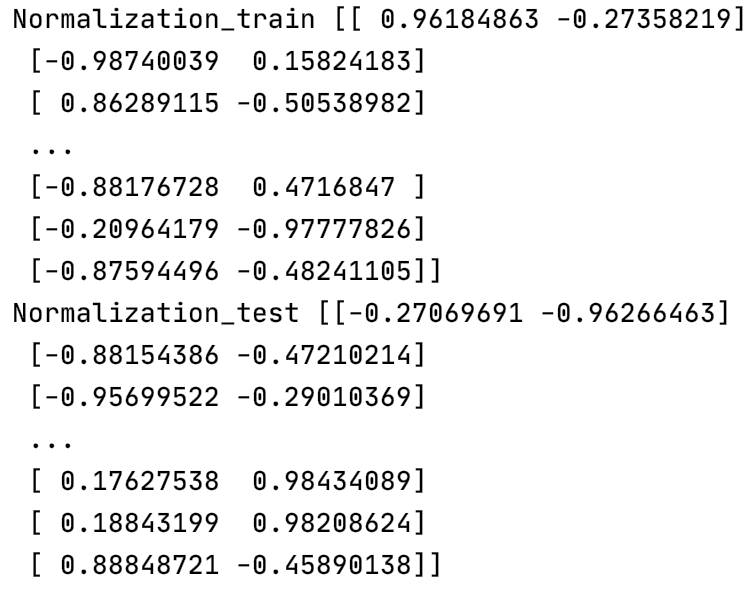 Normalization_train [[ 0.96184863 -0.27358219]
 [-0.98740039  0.15824183]
 [ 0.86289115 -0.50538982]
 ...
 [-0.88176728  0.4716847 ]
 [-0.20964179 -0.97777826]
 [-0.87594496 -0.48241105]]
Normalization_test [[-0.27069691 -0.96266463]
 [-0.88154386 -0.47210214]
 [-0.95699522 -0.29010369]
 ...
 [ 0.17627538  0.98434089]
 [ 0.18843199  0.98208624]
 [ 0.88848721 -0.45890138]]